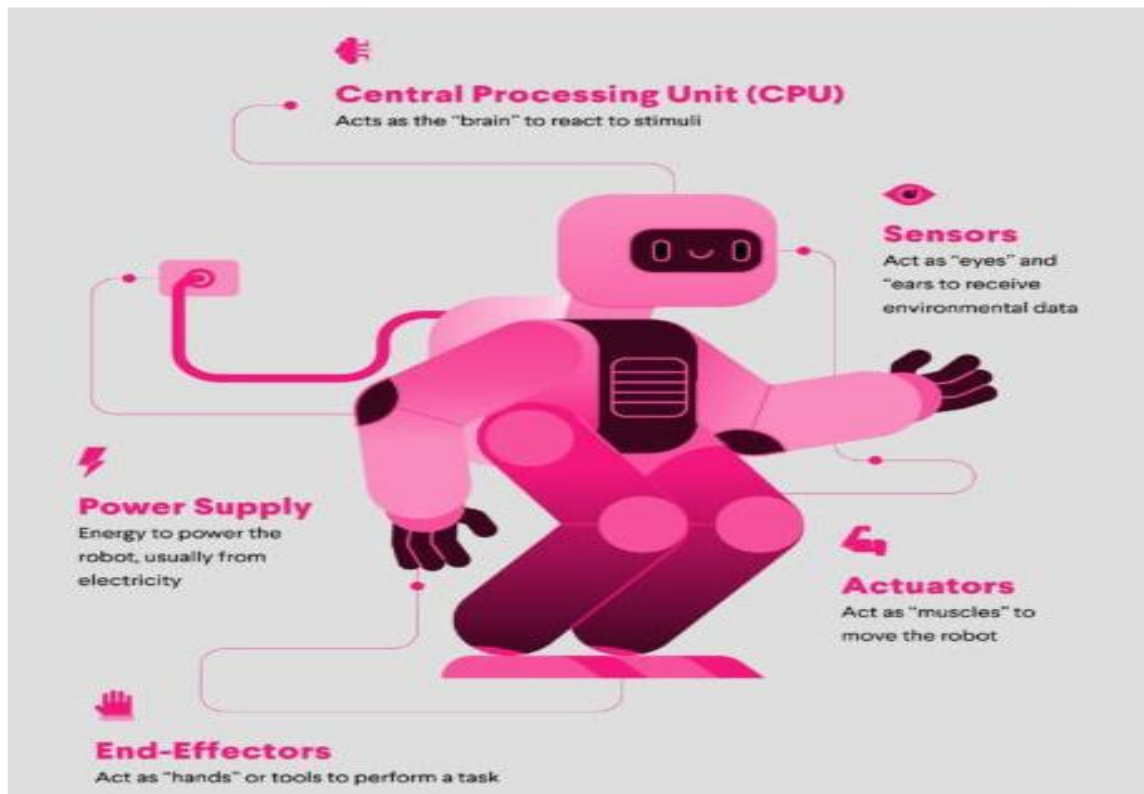 Central Processing Unit (CPU)
Acts as the "brain" to react to stimuli
Sensors
Act as "eyes" and
"ears to receive
environmental data
Power Supply
Energy to power the
robot, usually from
electricity
Actuators
Act as "muscles" to
move the robot
End-Effectors
Act as "hands" or tools to perform a task